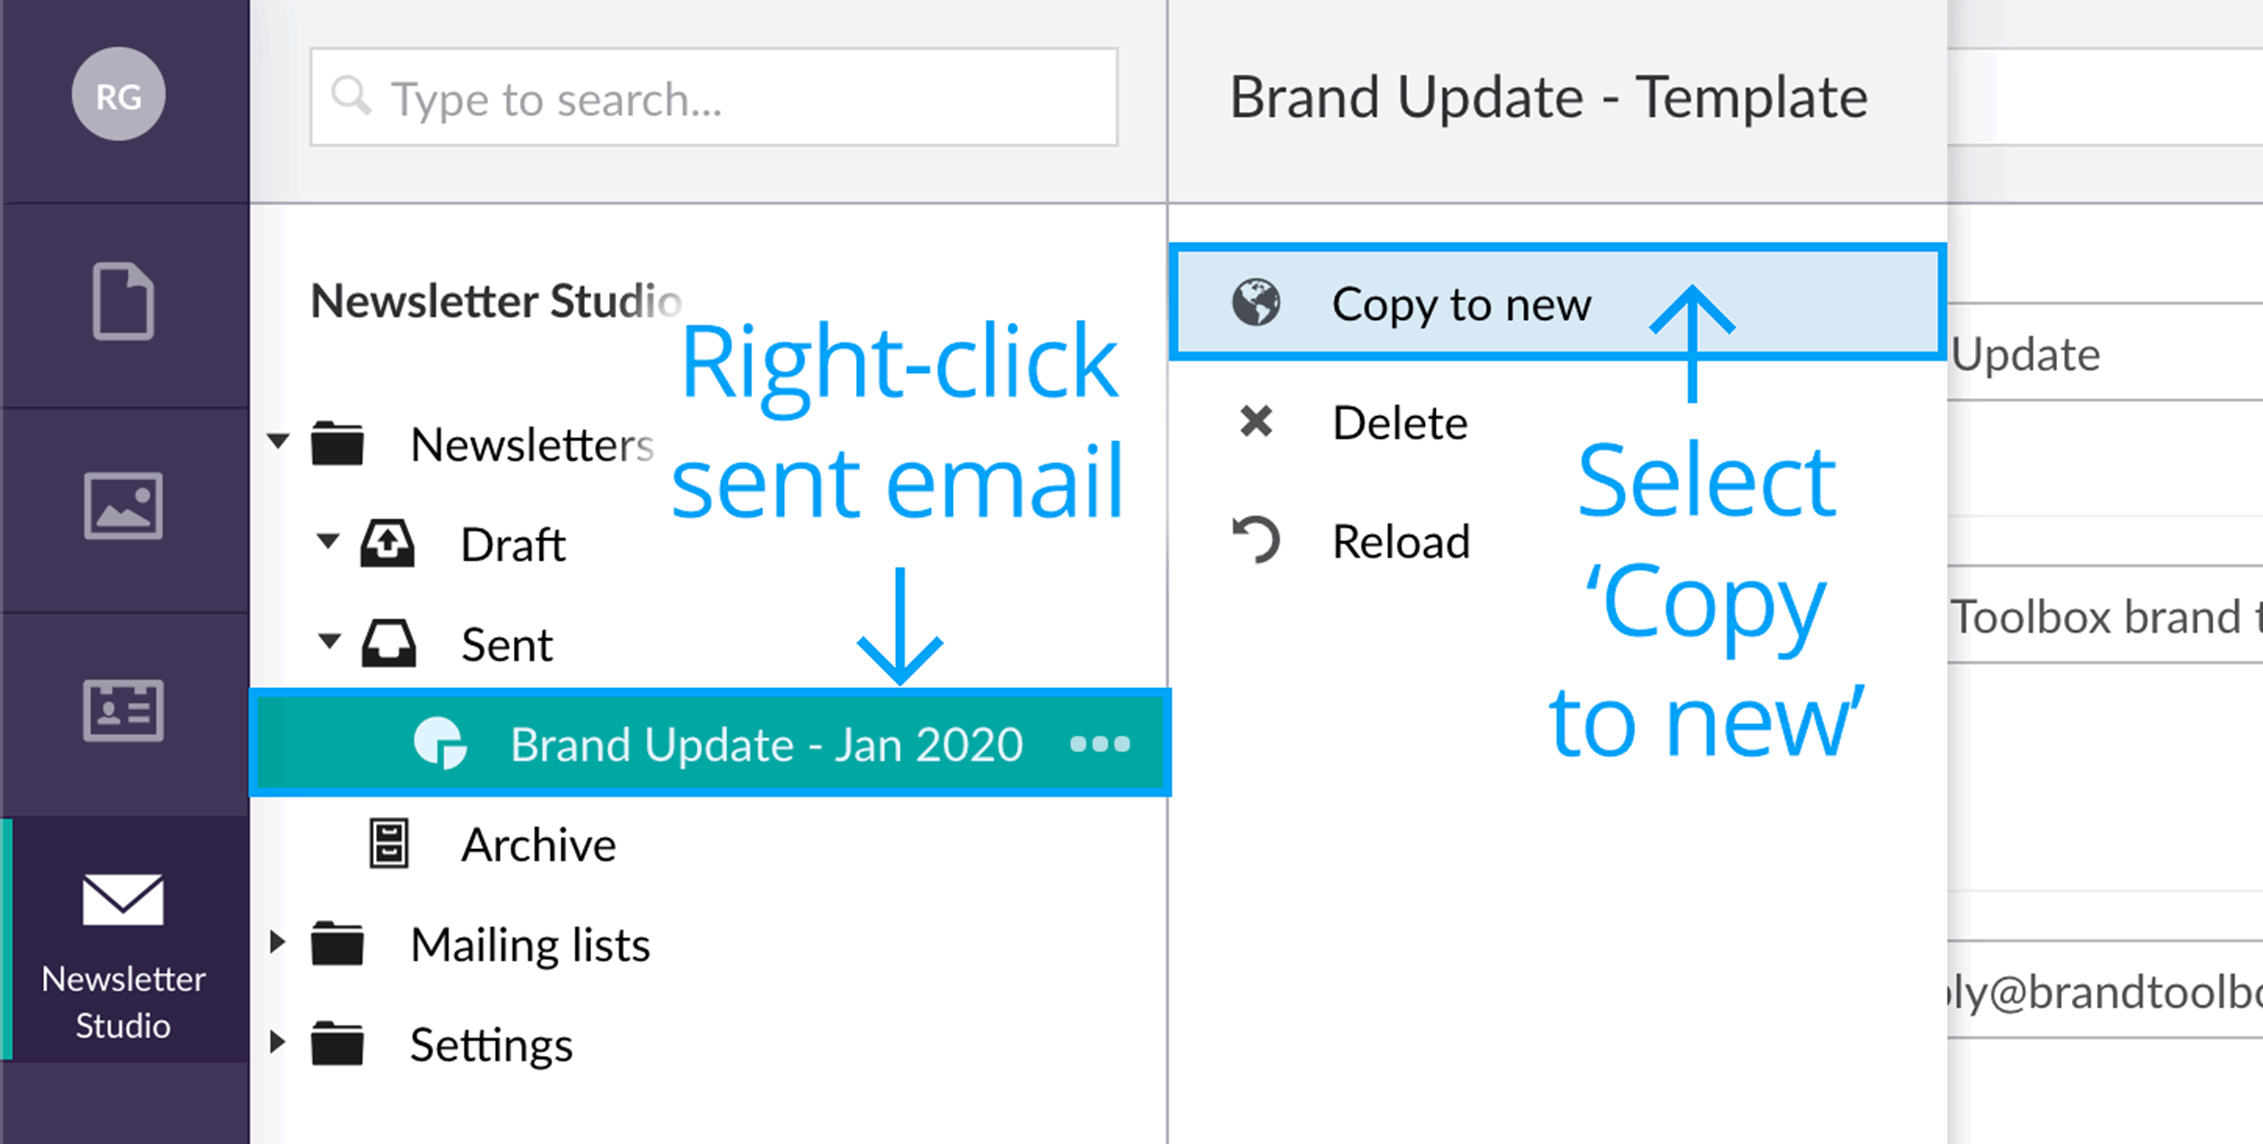 RG
Type to search...
Brand Update - Template
Newsletter Studio
Right-click
sent email
Newsletters
Draft
Sent
Brand Update - Jan 2020
Archive
Mailing lists
Settings
Newsletter
Studio
Copy to new
Delete
Reload
Select
‘Copy
to new’
Update
Toolbox brand